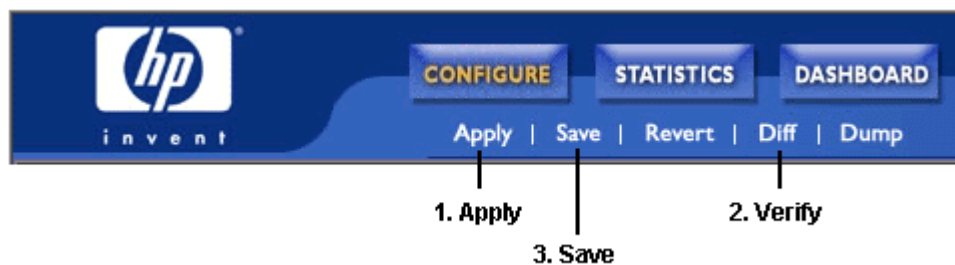 hp
invent
CONFIGURE STATISTICS DASHBOARD
Apply | Save | Revert | Diff | Dump
1. Apply 2. Verify
3. Save